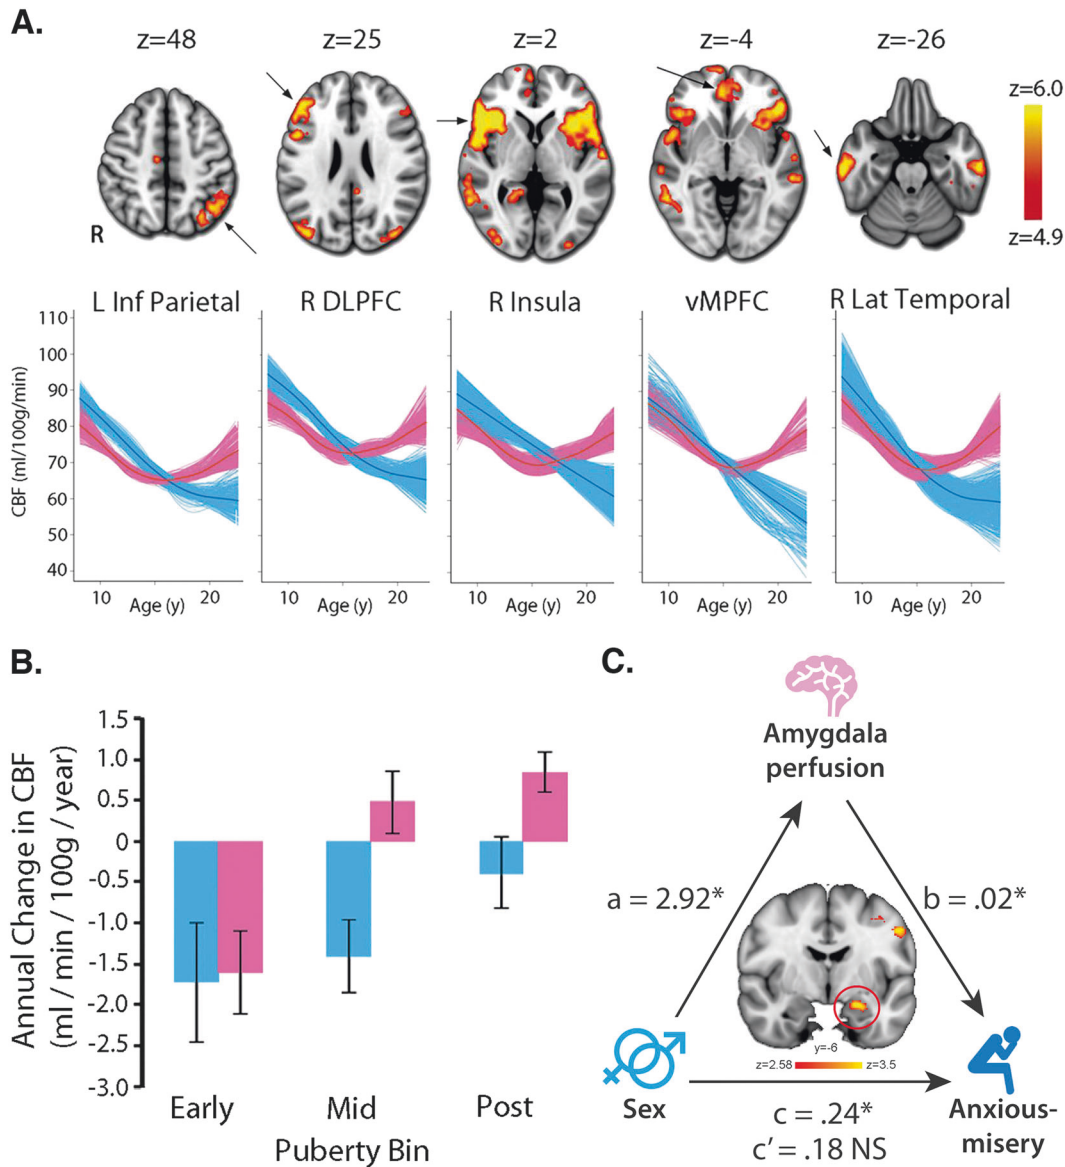 A.
z=48
z=25
z=2
z=-4
z=-26
z=6.0
z=4.9
R
L Inf Parietal
R DLPFC
R Insula
vMPFC
R Lat Temporal
CBF (ml/100g/min)
110
100
90
80
70
60
50
40
10 20
Age (y)
10 20
Age (y)
10 20
Age (y)
10 20
Age (y)
10 20
Age (y)
B.
Annual Change in CBF
(ml / min / 100g / year)
1.5
1.0
0.5
0
-0.5
-1.0
-1.5
-2.0
-2.5
-3.0
Early
Mid
Post
Puberty Bin
C.
Amygdala
perfusion
a = 2.92*
b = .02*
y=-6
z=2.58
z=3.5
Sex
c = .24*
c’ = .18 NS
Anxious-
misery